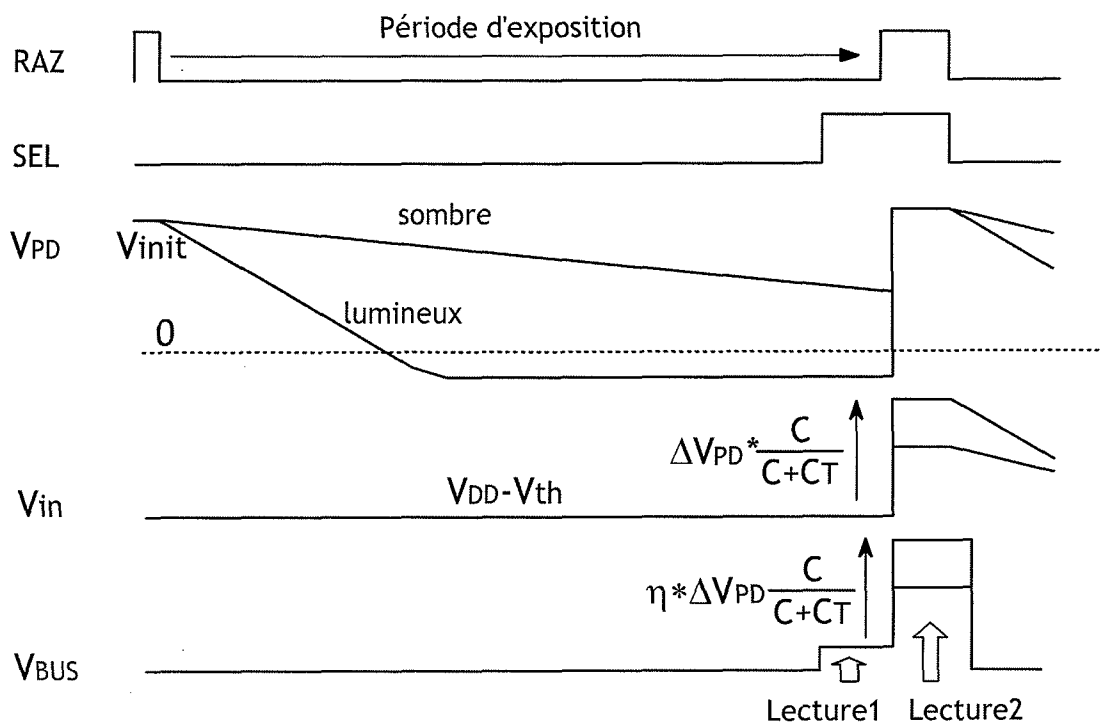 Période d'exposition
RAZ
SEL
sombre
VPD
Vinit
lumineux
0
ΔVPD* C
C+CT
Vin
VDD-Vth
η*ΔVPD C
C+CT
VBUS
Lecture1 Lecture2